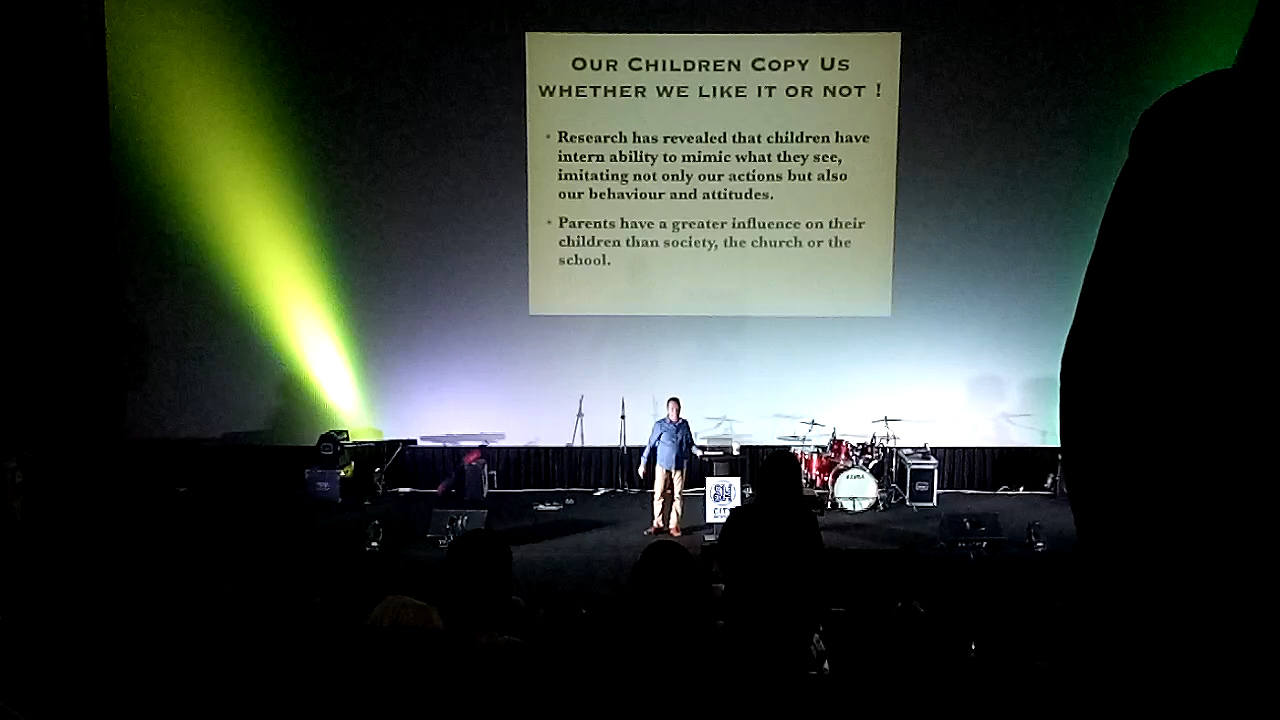 OUR CHILDREN COPY US
WHETHER WE LIKE IT OR NOT !
• Research has revealed that children have
intern ability to mimic what they see,
imitating not only our actions but also
our behaviour and attitudes.
• Parents have a greater influence on their
children than society, the church or the
school.
SM
CITY